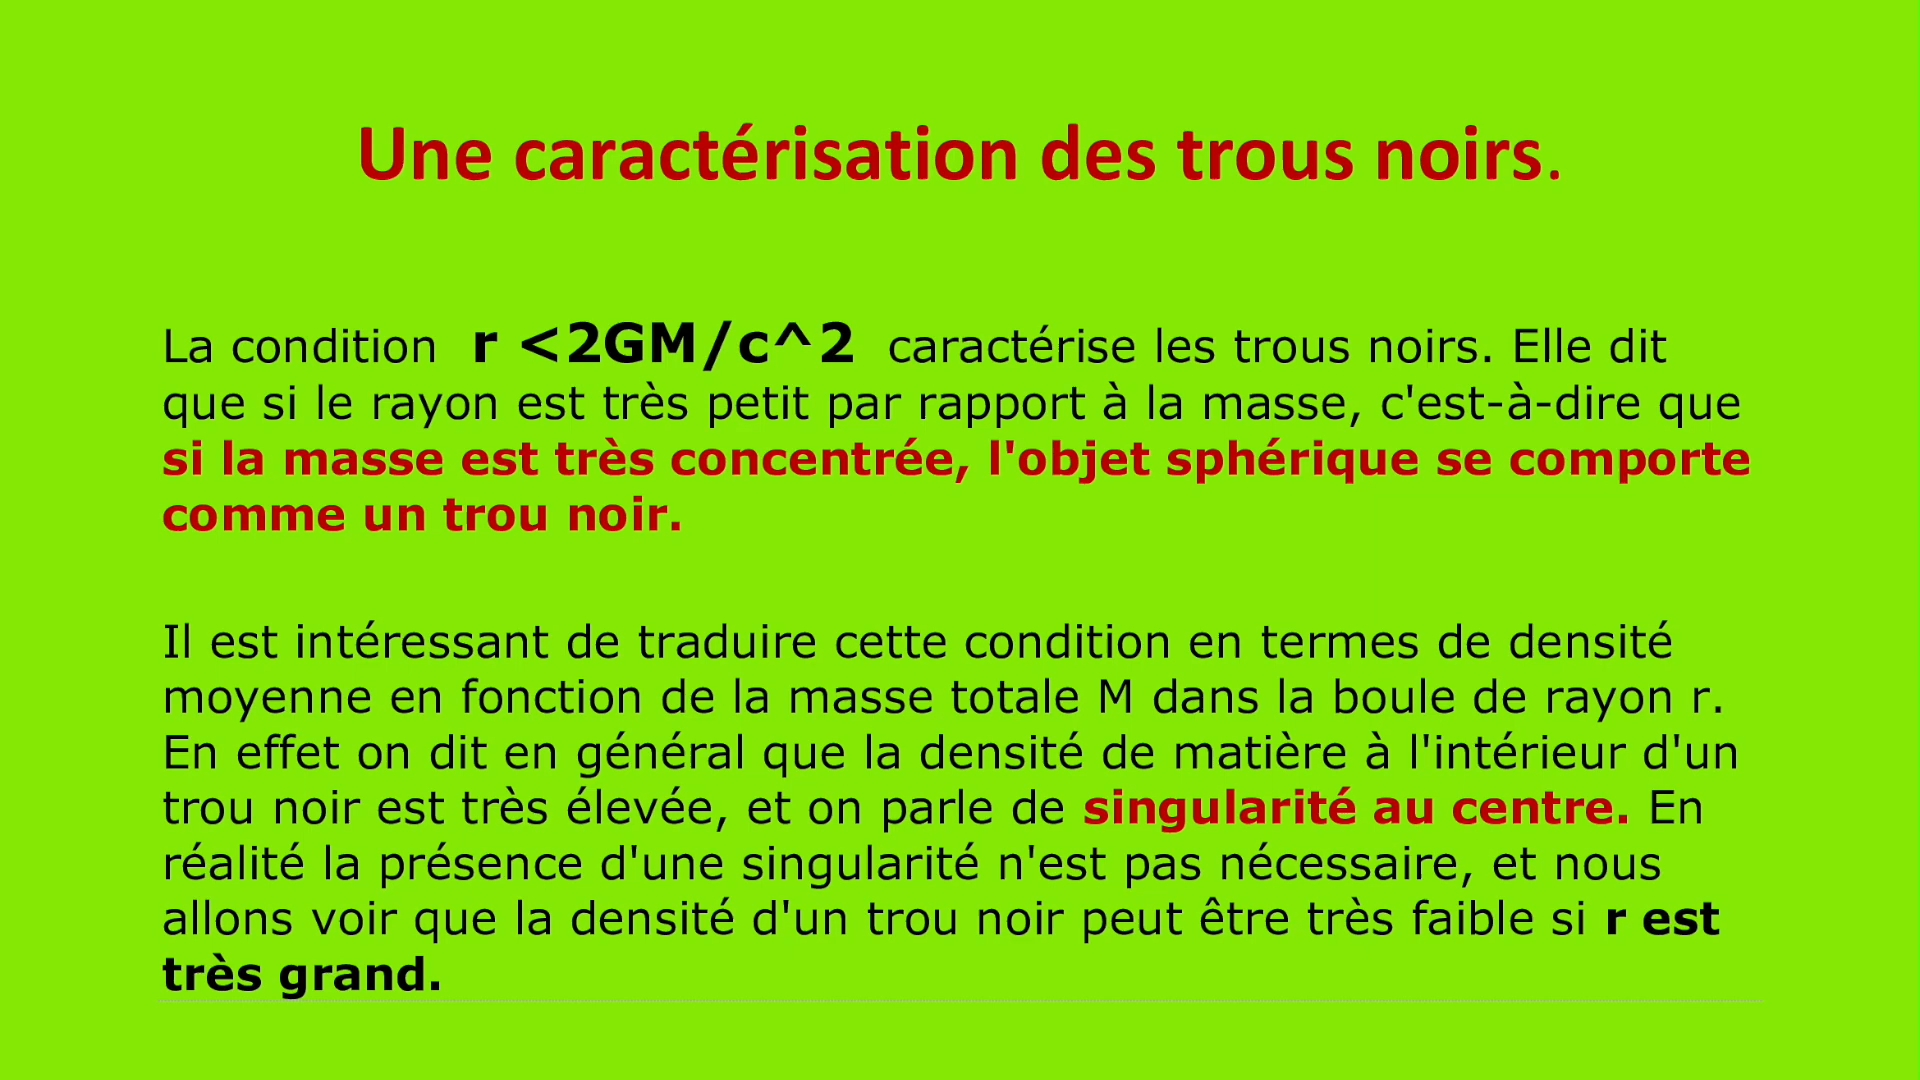 Une caractérisation des trous noirs.
La condition r <2GM/c^2 caractérise les trous noirs. Elle dit
que si le rayon est très petit par rapport à la masse, c'est-à-dire que
si la masse est très concentrée, l'objet sphérique se comporte
comme un trou noir.
Il est intéressant de traduire cette condition en termes de densité
moyenne en fonction de la masse totale M dans la boule de rayon r.
En effet on dit en général que la densité de matière à l'intérieur d'un
trou noir est très élevée, et on parle de singularité au centre. En
réalité la présence d'une singularité n'est pas nécessaire, et nous
allons voir que la densité d'un trou noir peut être très faible si r est
très grand.